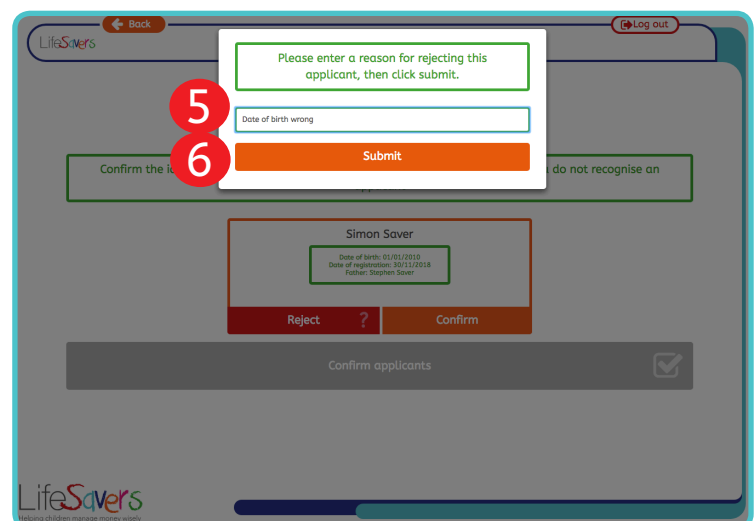 Back
Log out
LifeSavers
Please enter a reason for rejecting this
applicant, then click submit.
5
Date of birth wrong
6
Submit
Confirm the
do not recognise an
Simon Saver
Date of birth: 01/01/2010
Date of registration: 30/11/2018
Father: Stephen Saver
Reject ?
Confirm
Confirm applicants
LifeSavers
Helping children manage money wisely